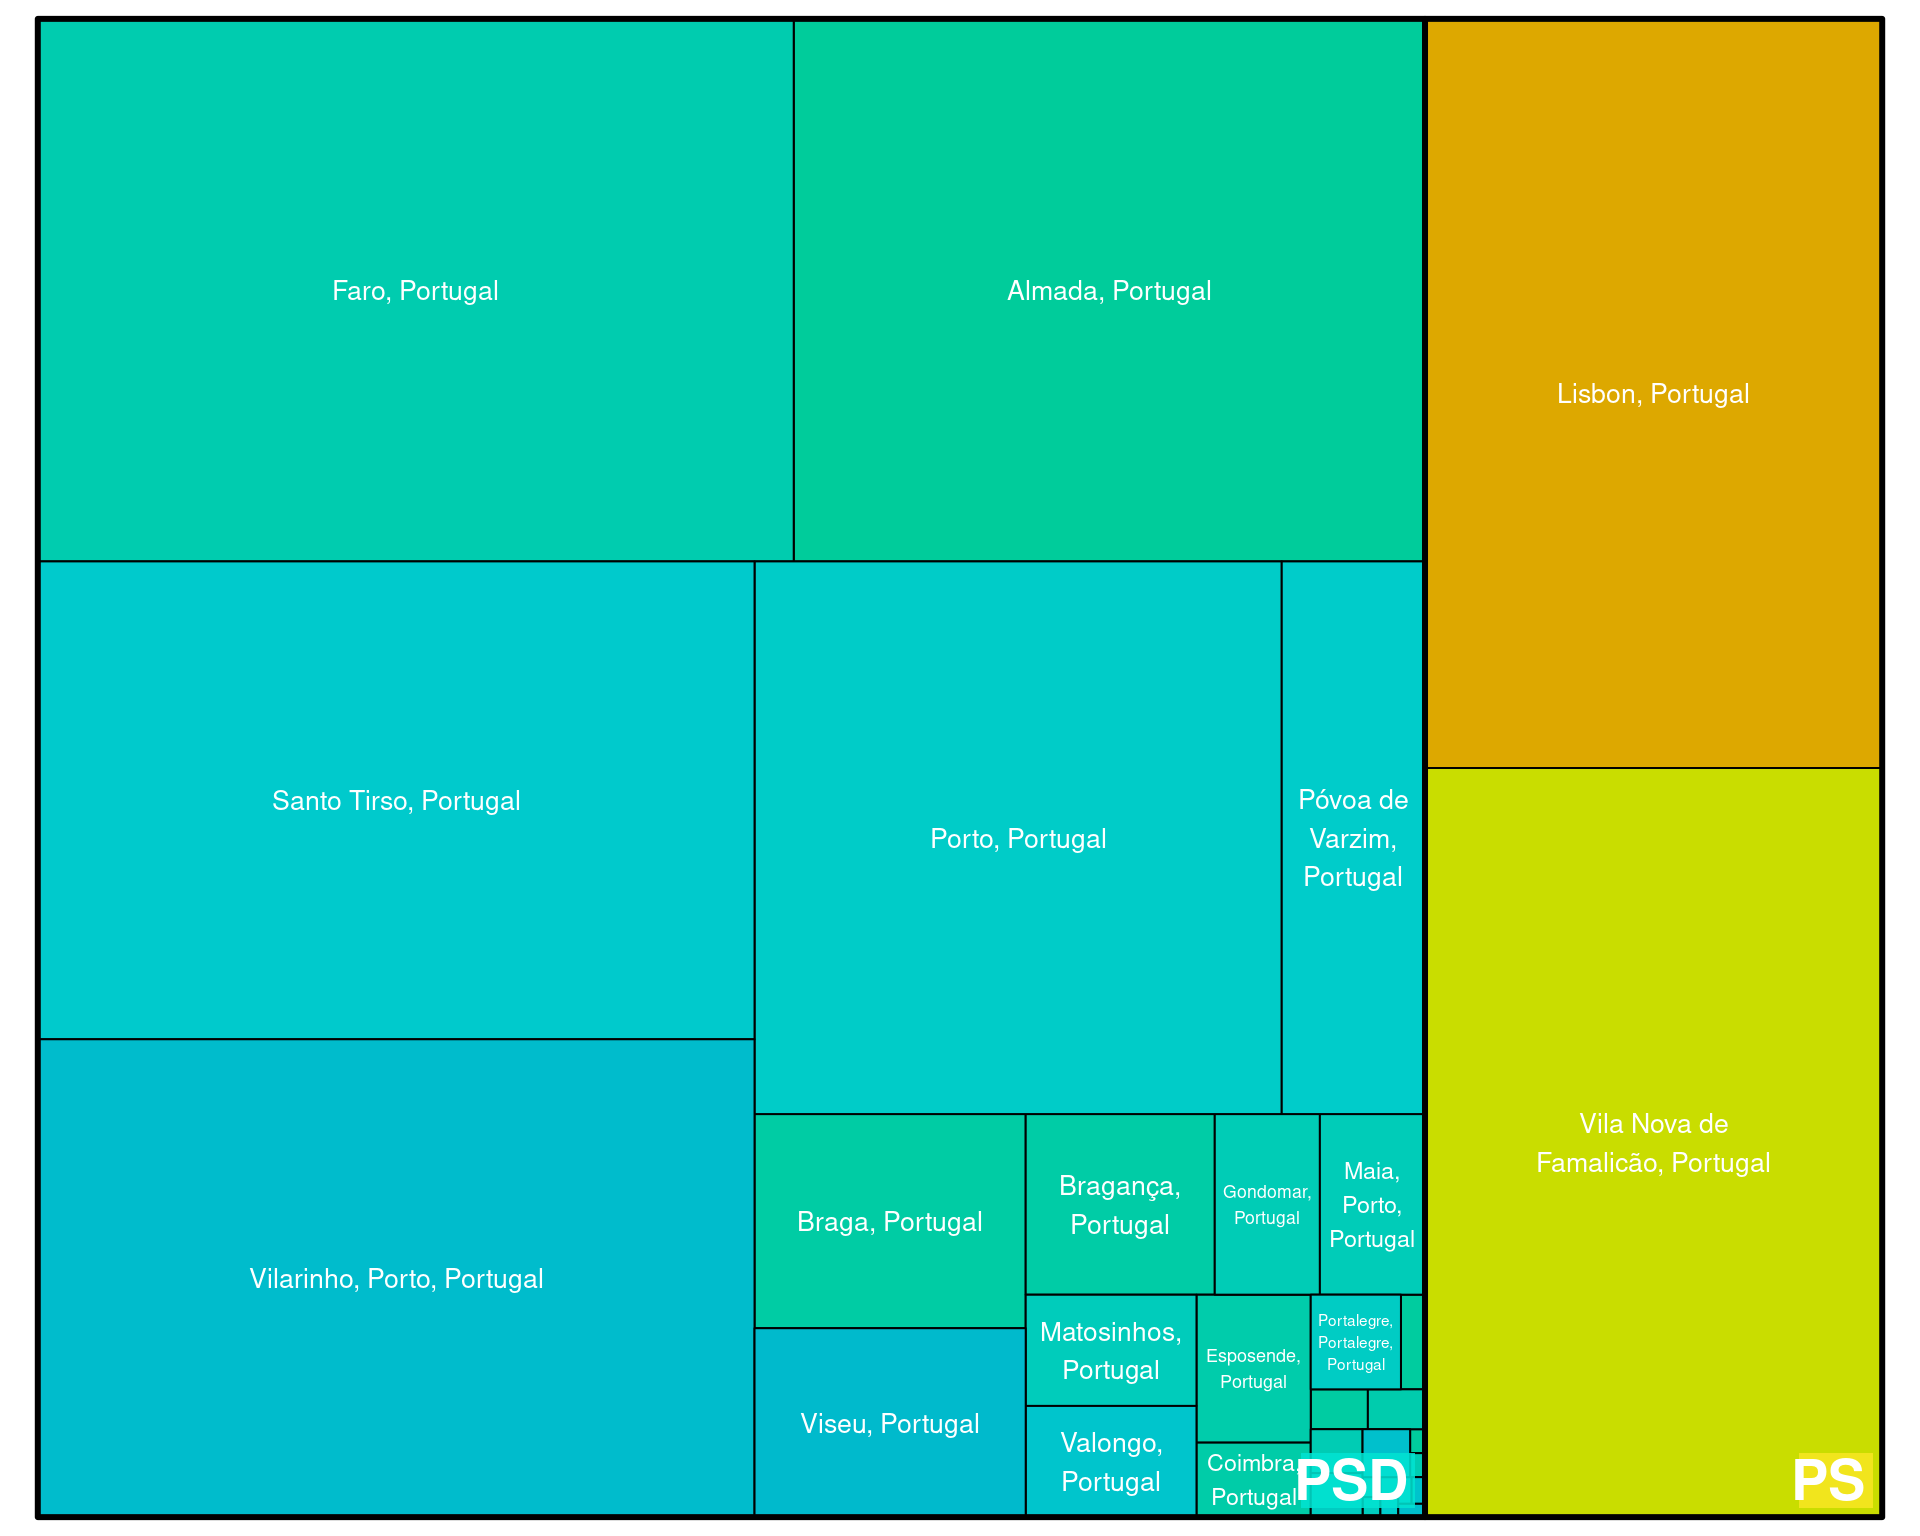 Faro, Portugal
Almada, Portugal
Lisbon, Portugal
Santo Tirso, Portugal
Porto, Portugal
Póvoa de
Varzim,
Portugal
Vila Nova de
Famalicão, Portugal
Vilarinho, Porto, Portugal
Braga, Portugal
Bragança,
Portugal
Gondomar,
Portugal
Maia,
Porto,
Portugal
Matosinhos,
Portugal
Esposende,
Portugal
Portalegre,
Portalegre,
Portugal
Viseu, Portugal
Valongo,
Portugal
Coimbra,
Portugal
PSD
PS